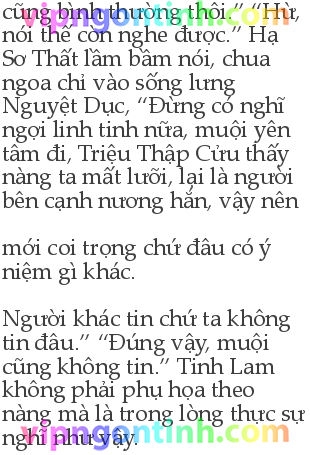 cũng bình thường thôi.” “Hừ,
nói thế còn nghe được.” Hạ
Sơ Thất lầm bầm nói, chua
ngoa chỉ vào sống lưng
Nguyệt Dục, “Đừng có nghĩ
ngợi linh tinh nữa, muội yên
tâm đi, Triệu Thập Cửu thấy
nàng ta mất lưỡi, lại là người
bên cạnh nương hắn, vậy nên
mới coi trọng chứ đâu có ý
niệm gì khác.
Người khác tin chứ ta không
tin đâu.” “Đúng vậy, muội
cũng không tin.” Tinh Lam
không phải phụ họa theo
nàng mà là trong lòng thực sự
nghĩ như vậy.
vipngontinh.com
vipngontinh.com